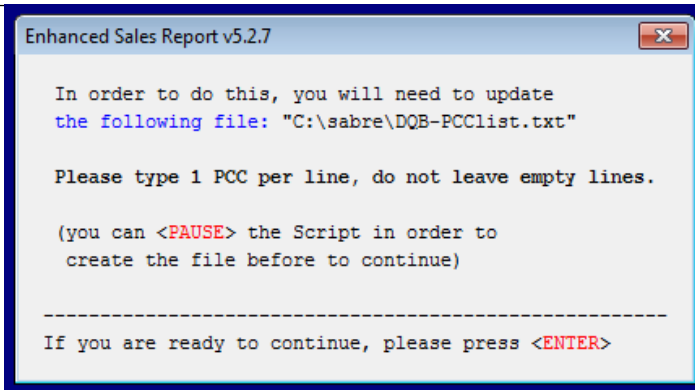 Enhanced Sales Report v5.2.7
In order to do this, you will need to update
the following file: "C:\sabre\DQB-PCClist.txt"
Please type 1 PCC per line, do not leave empty lines.
(you can <PAUSE> the Script in order to
create the file before to continue)
-------------------------------------------------------
If you are ready to continue, please press <ENTER>